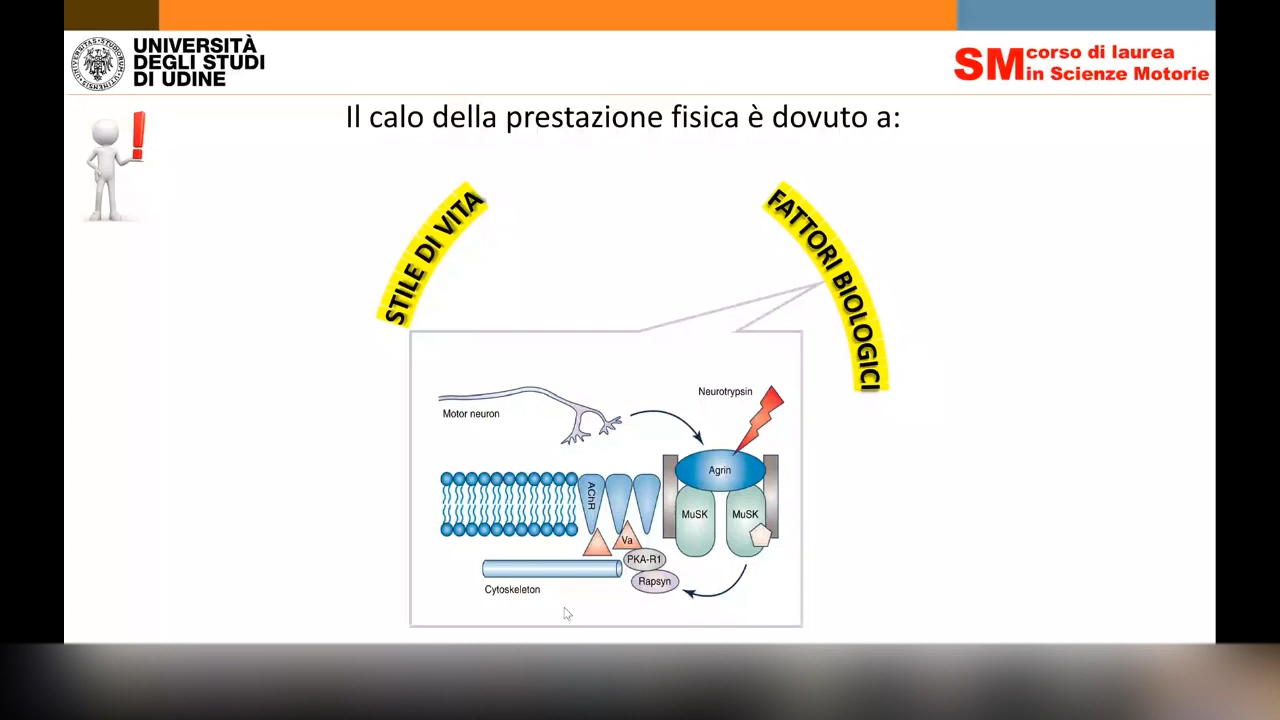 UNIVERSITÀ
DEGLI STUDI
DI UDINE
SM corso di laurea
in Scienze Motorie
Il calo della prestazione fisica è dovuto a:
STILE DI VITA
FATTORI BIOLOGICI
Neurotrypsin
Motor neuron
Agrin
AChR
MuSK
MuSK
Va
PKA-R1
Rapsyn
Cytoskeleton